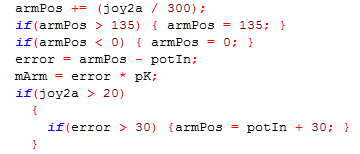 armPos += (joy2a / 300);
if(armPos > 135) { armPos = 135; }
if(armPos < 0) { armPos = 0; }
error = armPos - potIn;
mArm = error * pK;
if(joy2a > 20)
{
if(error > 30) {armPos = potIn + 30; }
}